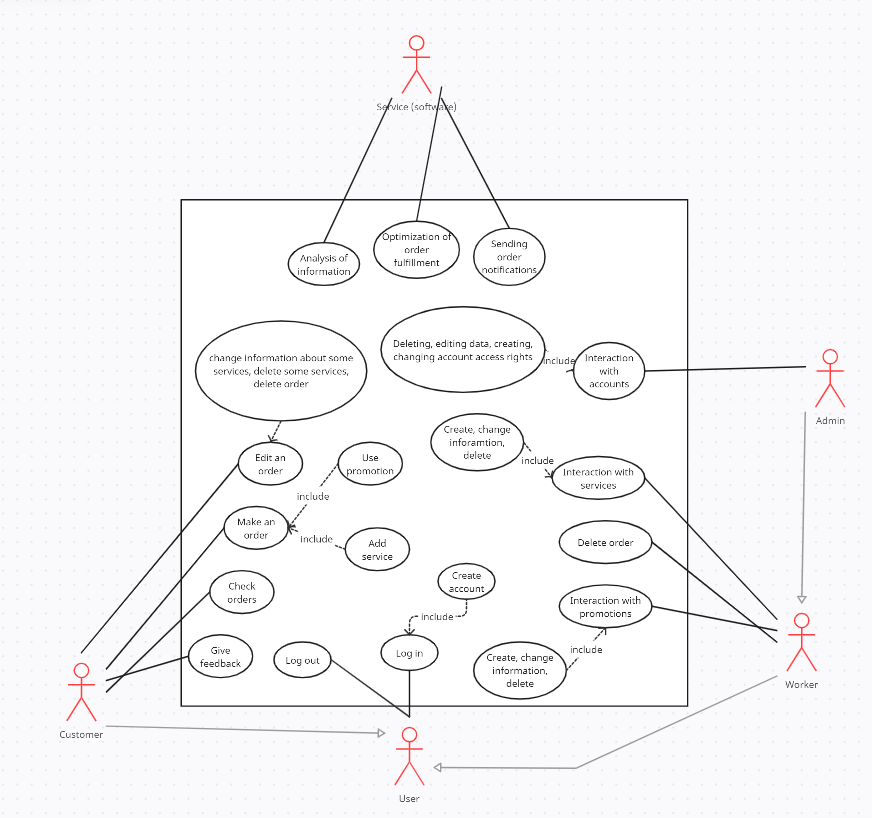 Service (software)
Analysis of
information
Optimization of
order
fulfillment
Sending
order
notifications
change information about some
services, delete some services,
delete order
Deleting, editing data, creating,
changing account access rights
include
Interaction
with
accounts
Admin
Create, change
inforamtion,
delete
include
Interaction with
services
Edit an
order
Use
promotion
include
Make an
order
include
Add
service
Delete order
Check
orders
Create
account
include
Interaction with
promotions
Give
feedback
Log out
Log in
Create, change
information,
delete
include
Worker
Customer
User